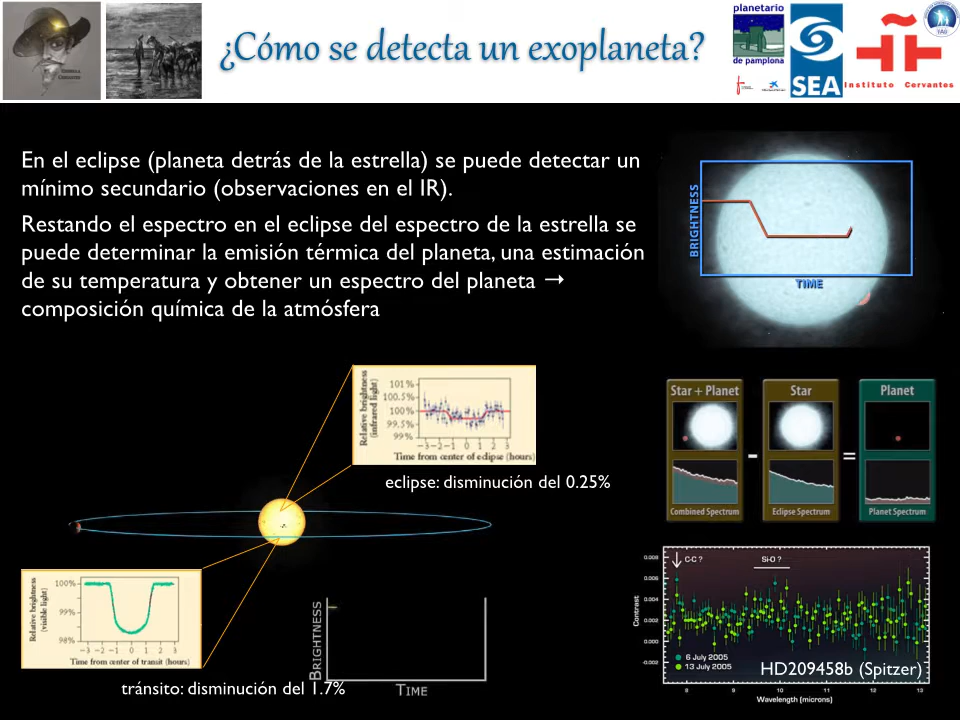 ¿Cómo se detecta un exoplaneta?
planetario
de pamplona
SEA
Instituto Cervantes
En el eclipse (planeta detrás de la estrella) se puede detectar un
mínimo secundario (observaciones en el IR).
Restando el espectro en el eclipse del espectro de la estrella se
puede determinar la emisión térmica del planeta, una estimación
de su temperatura y obtener un espectro del planeta →
composición química de la atmósfera
BRIGHTNESS
TIME
Relative brightness
(infrared light)
101%
100.5%
100%
99.5%
99%
-3 -2 -1 0 1 2 3
Time from center of eclipse (hours)
eclipse: disminución del 0.25%
Star + Planet
Star
Planet
-
=
Combined Spectrum
Eclipse Spectrum
Planet Spectrum
Relative brightness
(visible light)
100%
99%
98%
-3 -2 -1 0 1 2 3
Time from center of transit (hours)
tránsito: disminución del 1.7%
BRIGHTNESS
TIME
Contrast
0.008
0.006
0.004
0.002
0.000
-0.002
C-C ?
Si-O ?
6 July 2005
13 July 2005
HD209458b (Spitzer)
8 9 10 11 12 13
Wavelength (microns)